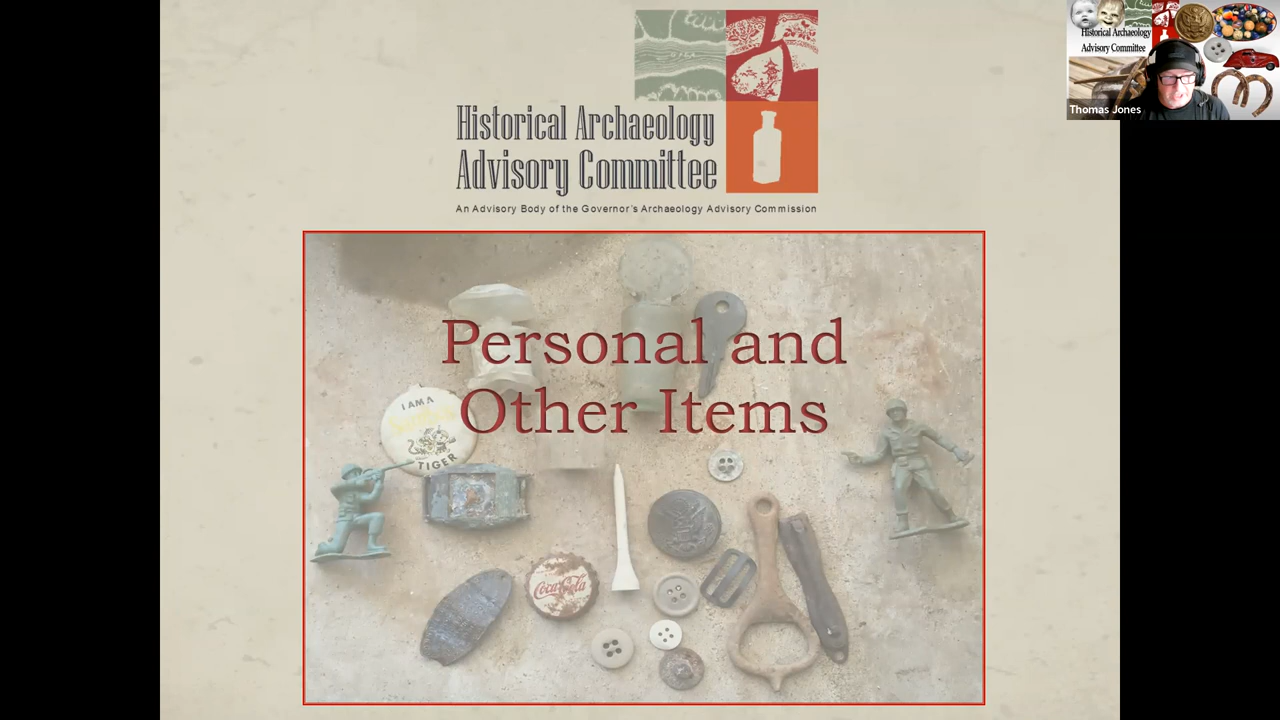 Historical Archaeology
Advisory Committee
An Advisory Body of the Governor's Archaeology Advisory Commission
Personal and
Other Items
I AM A
TIGER
Coca-Cola
Historical Archaeology
Advisory Committee
Thomas Jones